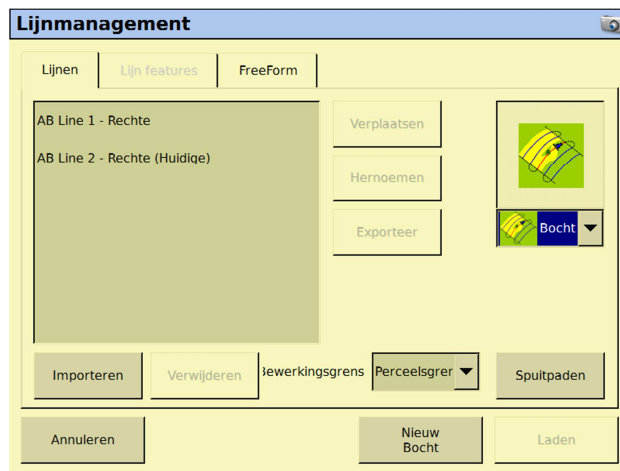 Lijnmanagement
Lijnen
Lijn features
FreeForm
AB Line 1 - Rechte
AB Line 2 - Rechte (Huidige)
Verplaatsen
Hernoemen
Exporteer
Bocht
Importeren
Verwijderen
Bewerkingsgrens
Perceelsgren
Spuitpaden
Annuleren
Nieuw
Bocht
Laden